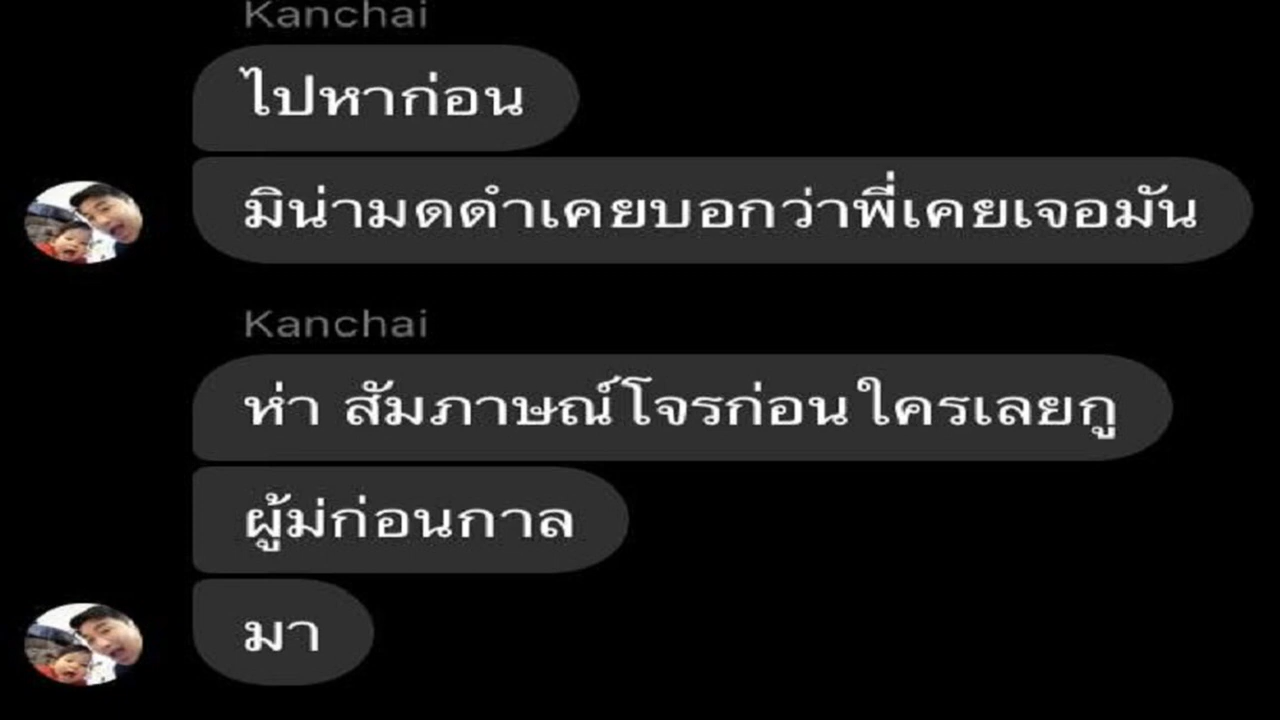 Kanchai
ไปหาก่อน
มิน่ามดดำเคยบอกว่าพี่เคยเจอมัน
Kanchai
ห่า สัมภาษณ์โจรก่อนใครเลยกู
ผู้ม่ก่อนกาล
มา